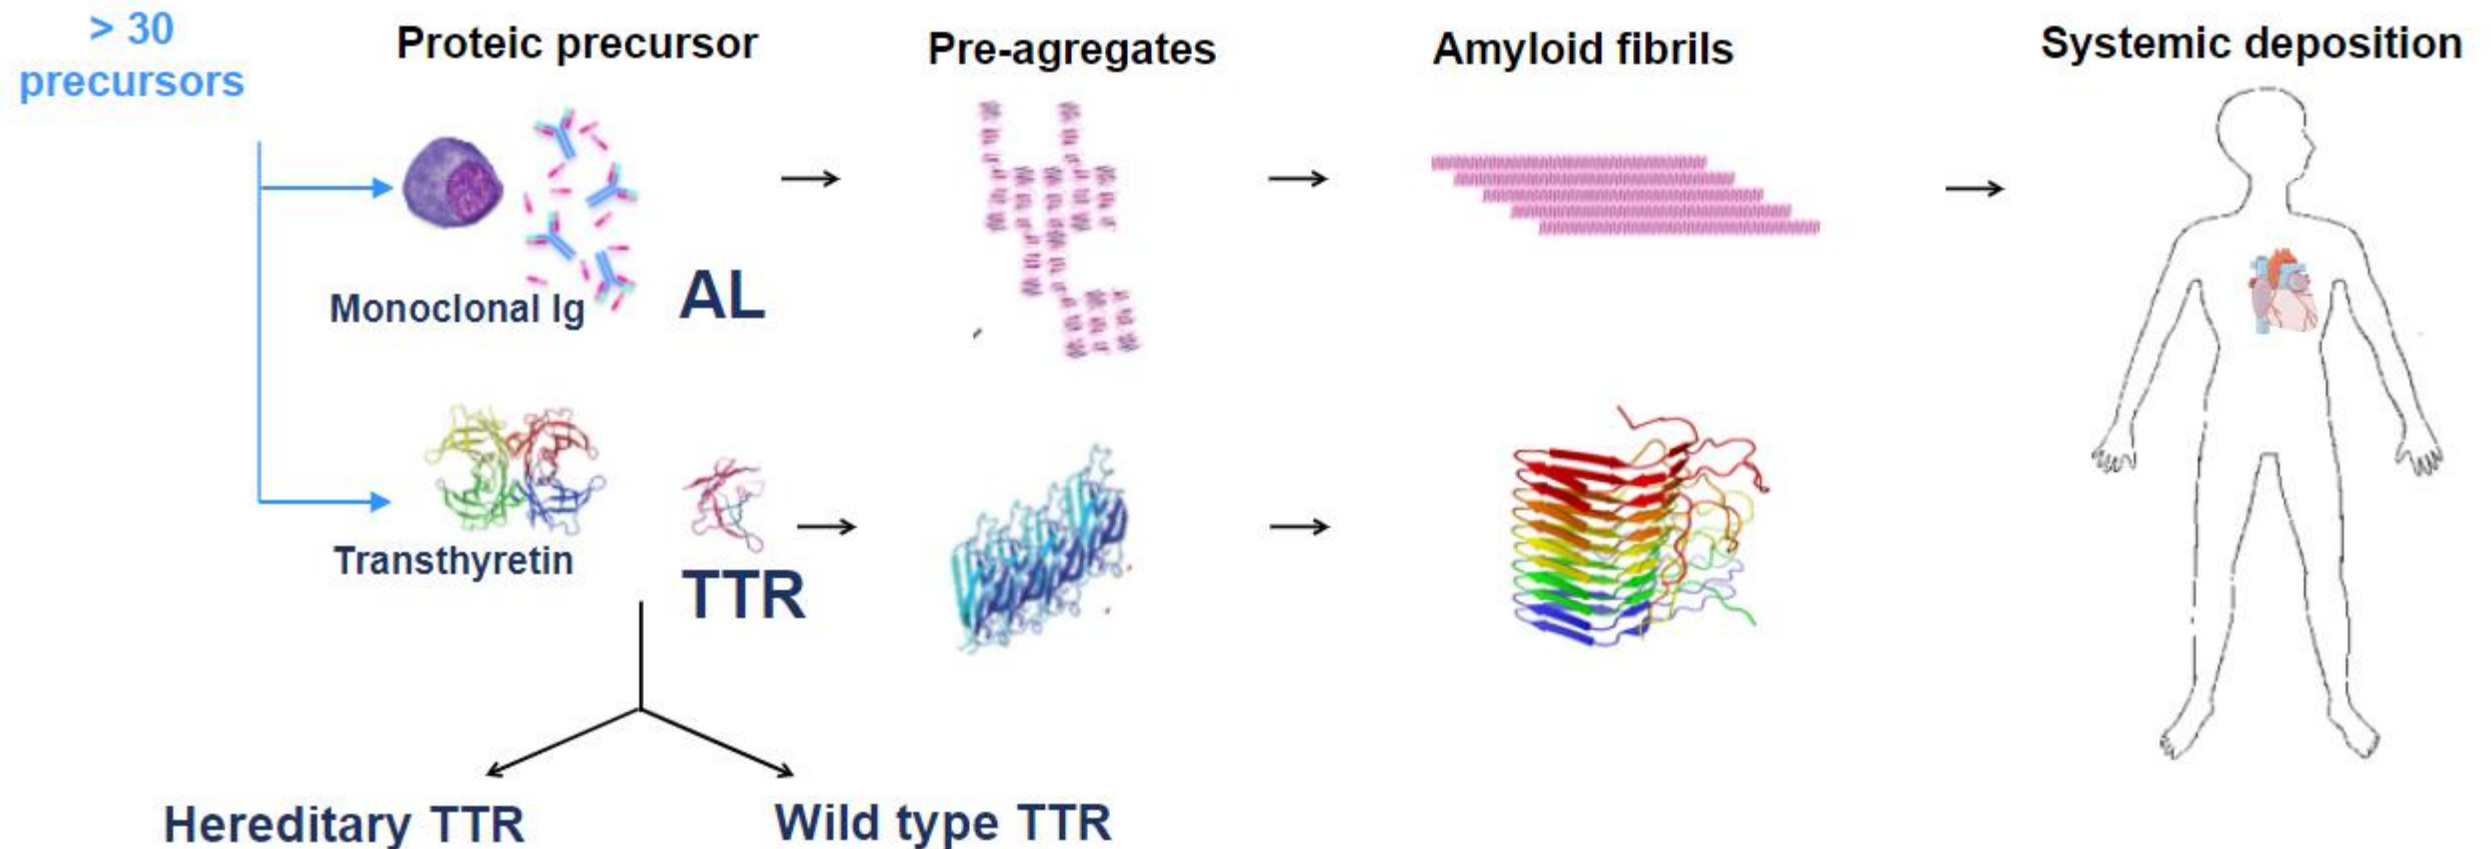 > 30
precursors
Proteic precursor
Pre-agregates
Amyloid fibrils
Systemic deposition
Monoclonal Ig
AL
Transthyretin
TTR
Hereditary TTR
Wild type TTR